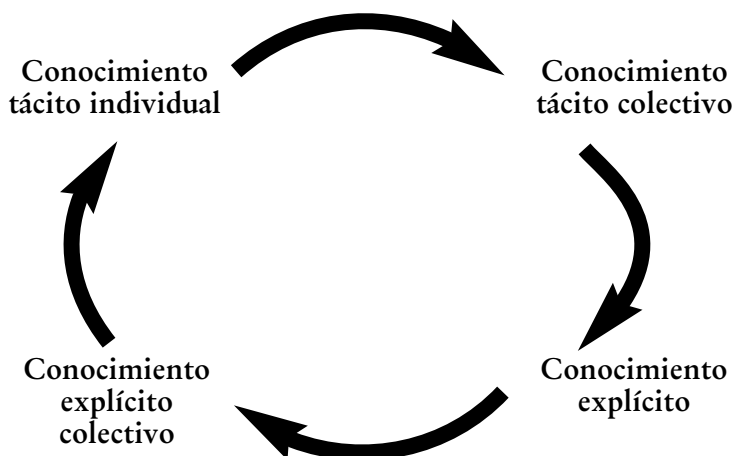 Conocimiento
tácito individual
Conocimiento
tácito colectivo
Conocimiento
explícito
colectivo
Conocimiento
explícito